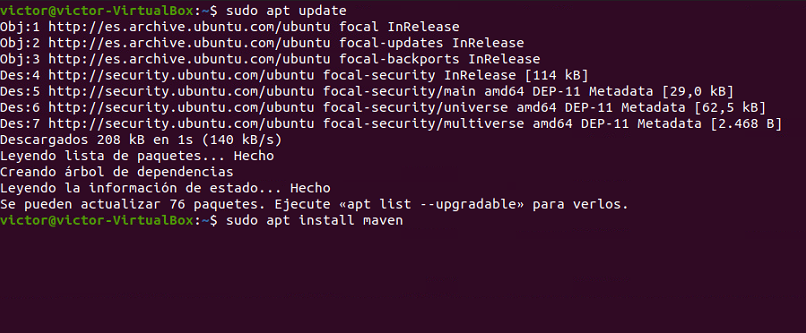 victor@victor-VirtualBox:~$ sudo apt update
Obj:1 http://es.archive.ubuntu.com/ubuntu focal InRelease
Obj:2 http://es.archive.ubuntu.com/ubuntu focal-updates InRelease
Obj:3 http://es.archive.ubuntu.com/ubuntu focal-backports InRelease
Des:4 http://security.ubuntu.com/ubuntu focal-security InRelease [114 kB]
Des:5 http://security.ubuntu.com/ubuntu focal-security/main amd64 DEP-11 Metadata [29,0 kB]
Des:6 http://security.ubuntu.com/ubuntu focal-security/universe amd64 DEP-11 Metadata [62,5 kB]
Des:7 http://security.ubuntu.com/ubuntu focal-security/multiverse amd64 DEP-11 Metadata [2.468 B]
Descargados 208 kB en 1s (140 kB/s)
Leyendo lista de paquetes... Hecho
Creando árbol de dependencias
Leyendo la información de estado... Hecho
Se pueden actualizar 76 paquetes. Ejecute «apt list --upgradable» para verlos.
victor@victor-VirtualBox:~$ sudo apt install maven